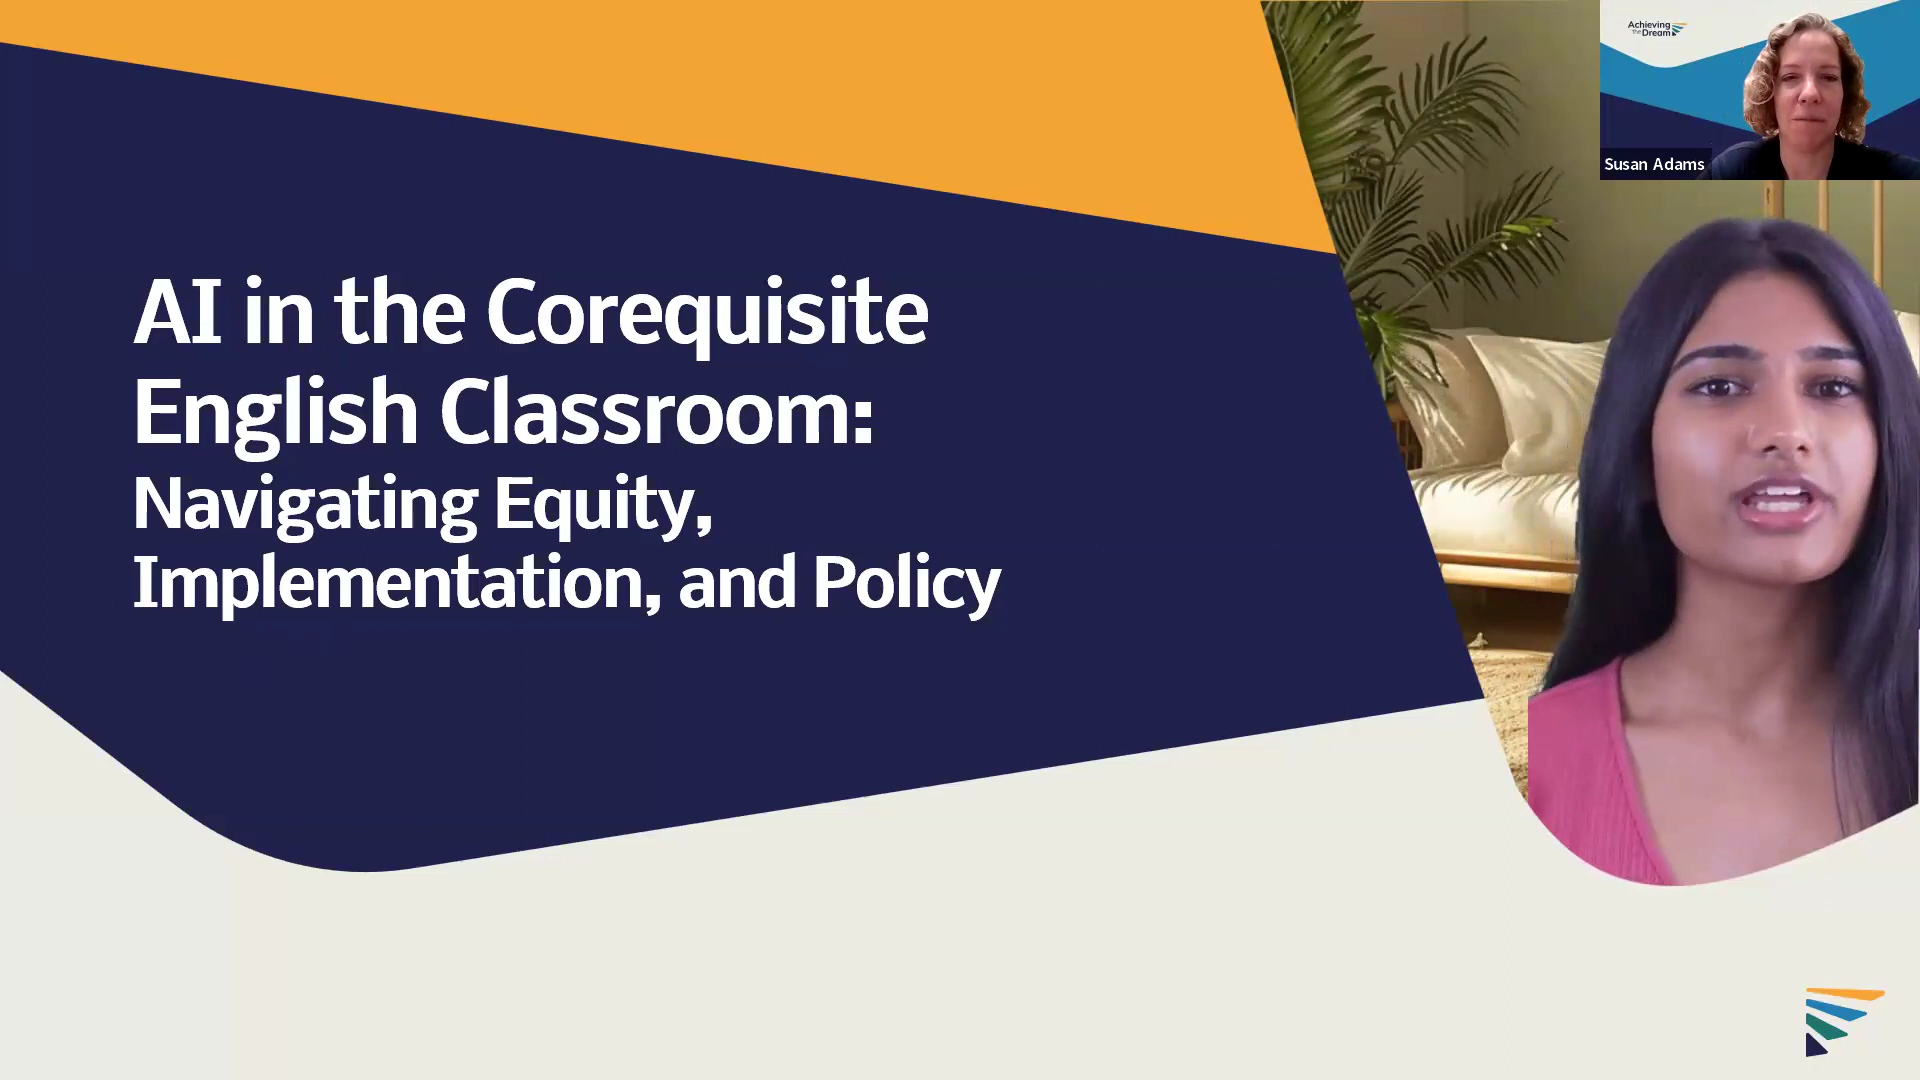 AI in the Corequisite
English Classroom:
Navigating Equity,
Implementation, and Policy
Achieving
the Dream
Susan Adams